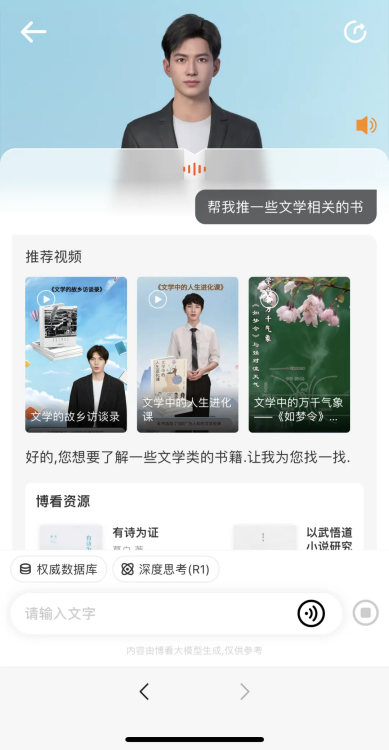 帮我推一些文学相关的书
推荐视频
《文学的故乡访谈录》
文学的故乡访谈录
《文学中的人生进化课》
文学中的人生进化
课
文学中的万千气象
——《如梦令》...
好的,您想要了解一些文学类的书籍.让我为您找一找.
博看资源
有诗为证
以武悟道
小说研究
权威数据库
深度思考(R1)
请输入文字
内容由博看大模型生成,仅供参考